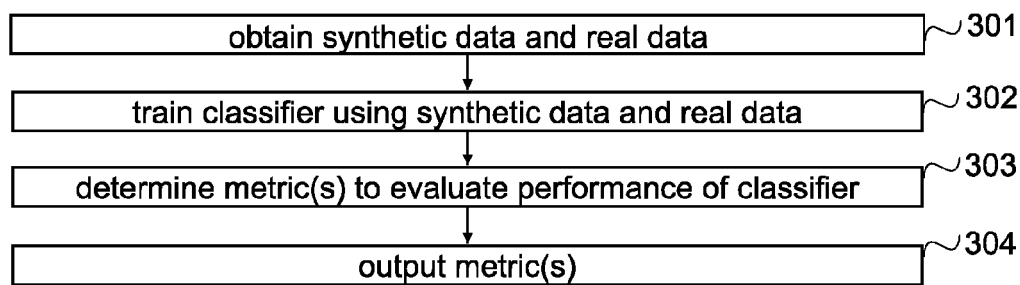 obtain synthetic data and real data 301
train classifier using synthetic data and real data 302
determine metric(s) to evaluate performance of classifier 303
output metric(s) 304